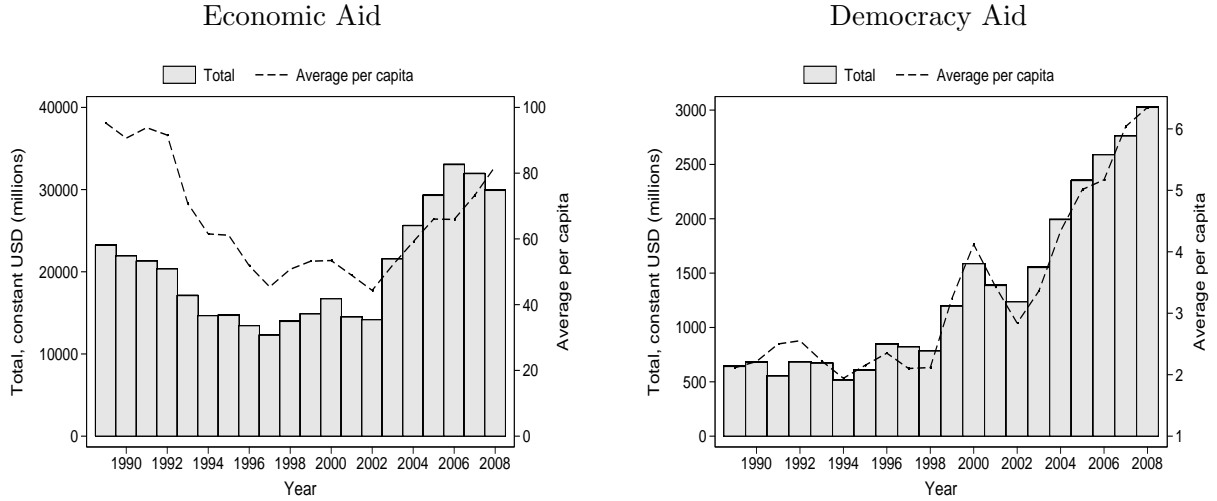 Economic Aid
Total Average per capita
Total, constant USD (millions)
40000
30000
20000
10000
0
100
80
60
40
20
0
Average per capita
1990 1992 1994 1996 1998 2000 2002 2004 2006 2008
Year
Democracy Aid
Total Average per capita
Total, constant USD (millions)
3000
2500
2000
1500
1000
500
0
6
5
4
3
2
1
Average per capita
1990 1992 1994 1996 1998 2000 2002 2004 2006 2008
Year